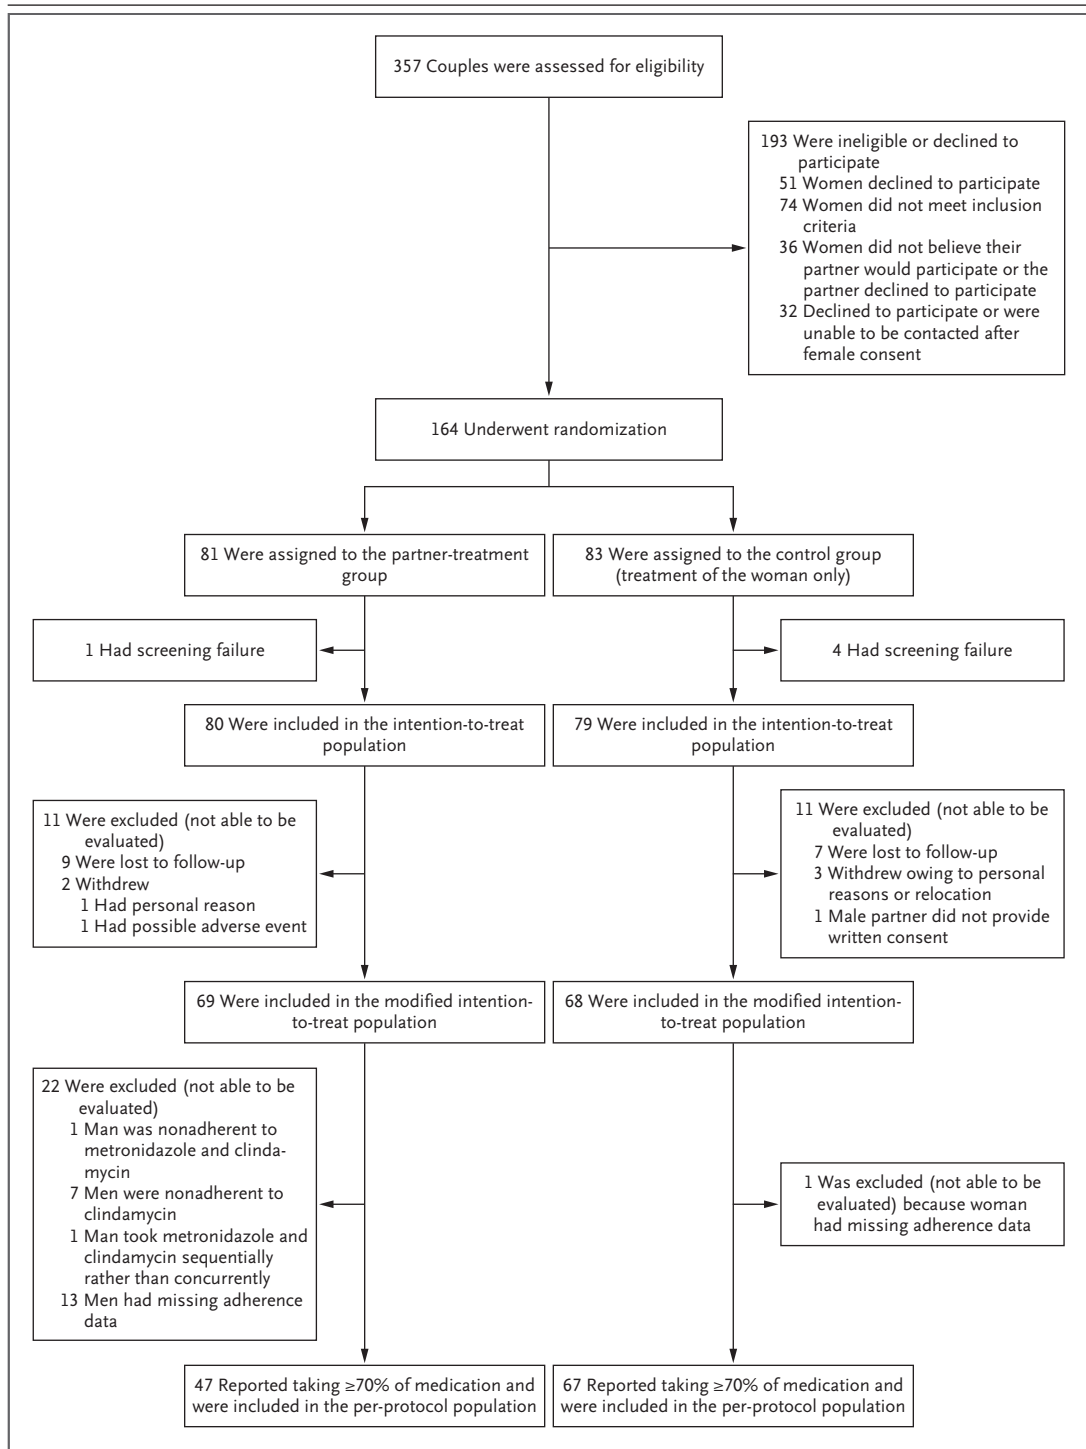 357 Couples were assessed for eligibility
193 Were ineligible or declined to
participate
51 Women declined to participate
74 Women did not meet inclusion
criteria
36 Women did not believe their
partner would participate or the
partner declined to participate
32 Declined to participate or were
unable to be contacted after
female consent
164 Underwent randomization
81 Were assigned to the partner-treatment
group
83 Were assigned to the control group
(treatment of the woman only)
1 Had screening failure
4 Had screening failure
80 Were included in the intention-to-treat
population
79 Were included in the intention-to-treat
population
11 Were excluded (not able to be
evaluated)
9 Were lost to follow-up
2 Withdrew
1 Had personal reason
1 Had possible adverse event
11 Were excluded (not able to be
evaluated)
7 Were lost to follow-up
3 Withdrew owing to personal
reasons or relocation
1 Male partner did not provide
written consent
69 Were included in the modified intention-
to-treat population
68 Were included in the modified intention-
to-treat population
22 Were excluded (not able to be
evaluated)
1 Man was nonadherent to
metronidazole and clinda-
mycin
7 Men were nonadherent to
clindamycin
1 Man took metronidazole and
clindamycin sequentially
rather than concurrently
13 Men had missing adherence
data
1 Was excluded (not able to be
evaluated) because woman
had missing adherence data
47 Reported taking ≥70% of medication and
were included in the per-protocol population
67 Reported taking ≥70% of medication and
were included in the per-protocol population